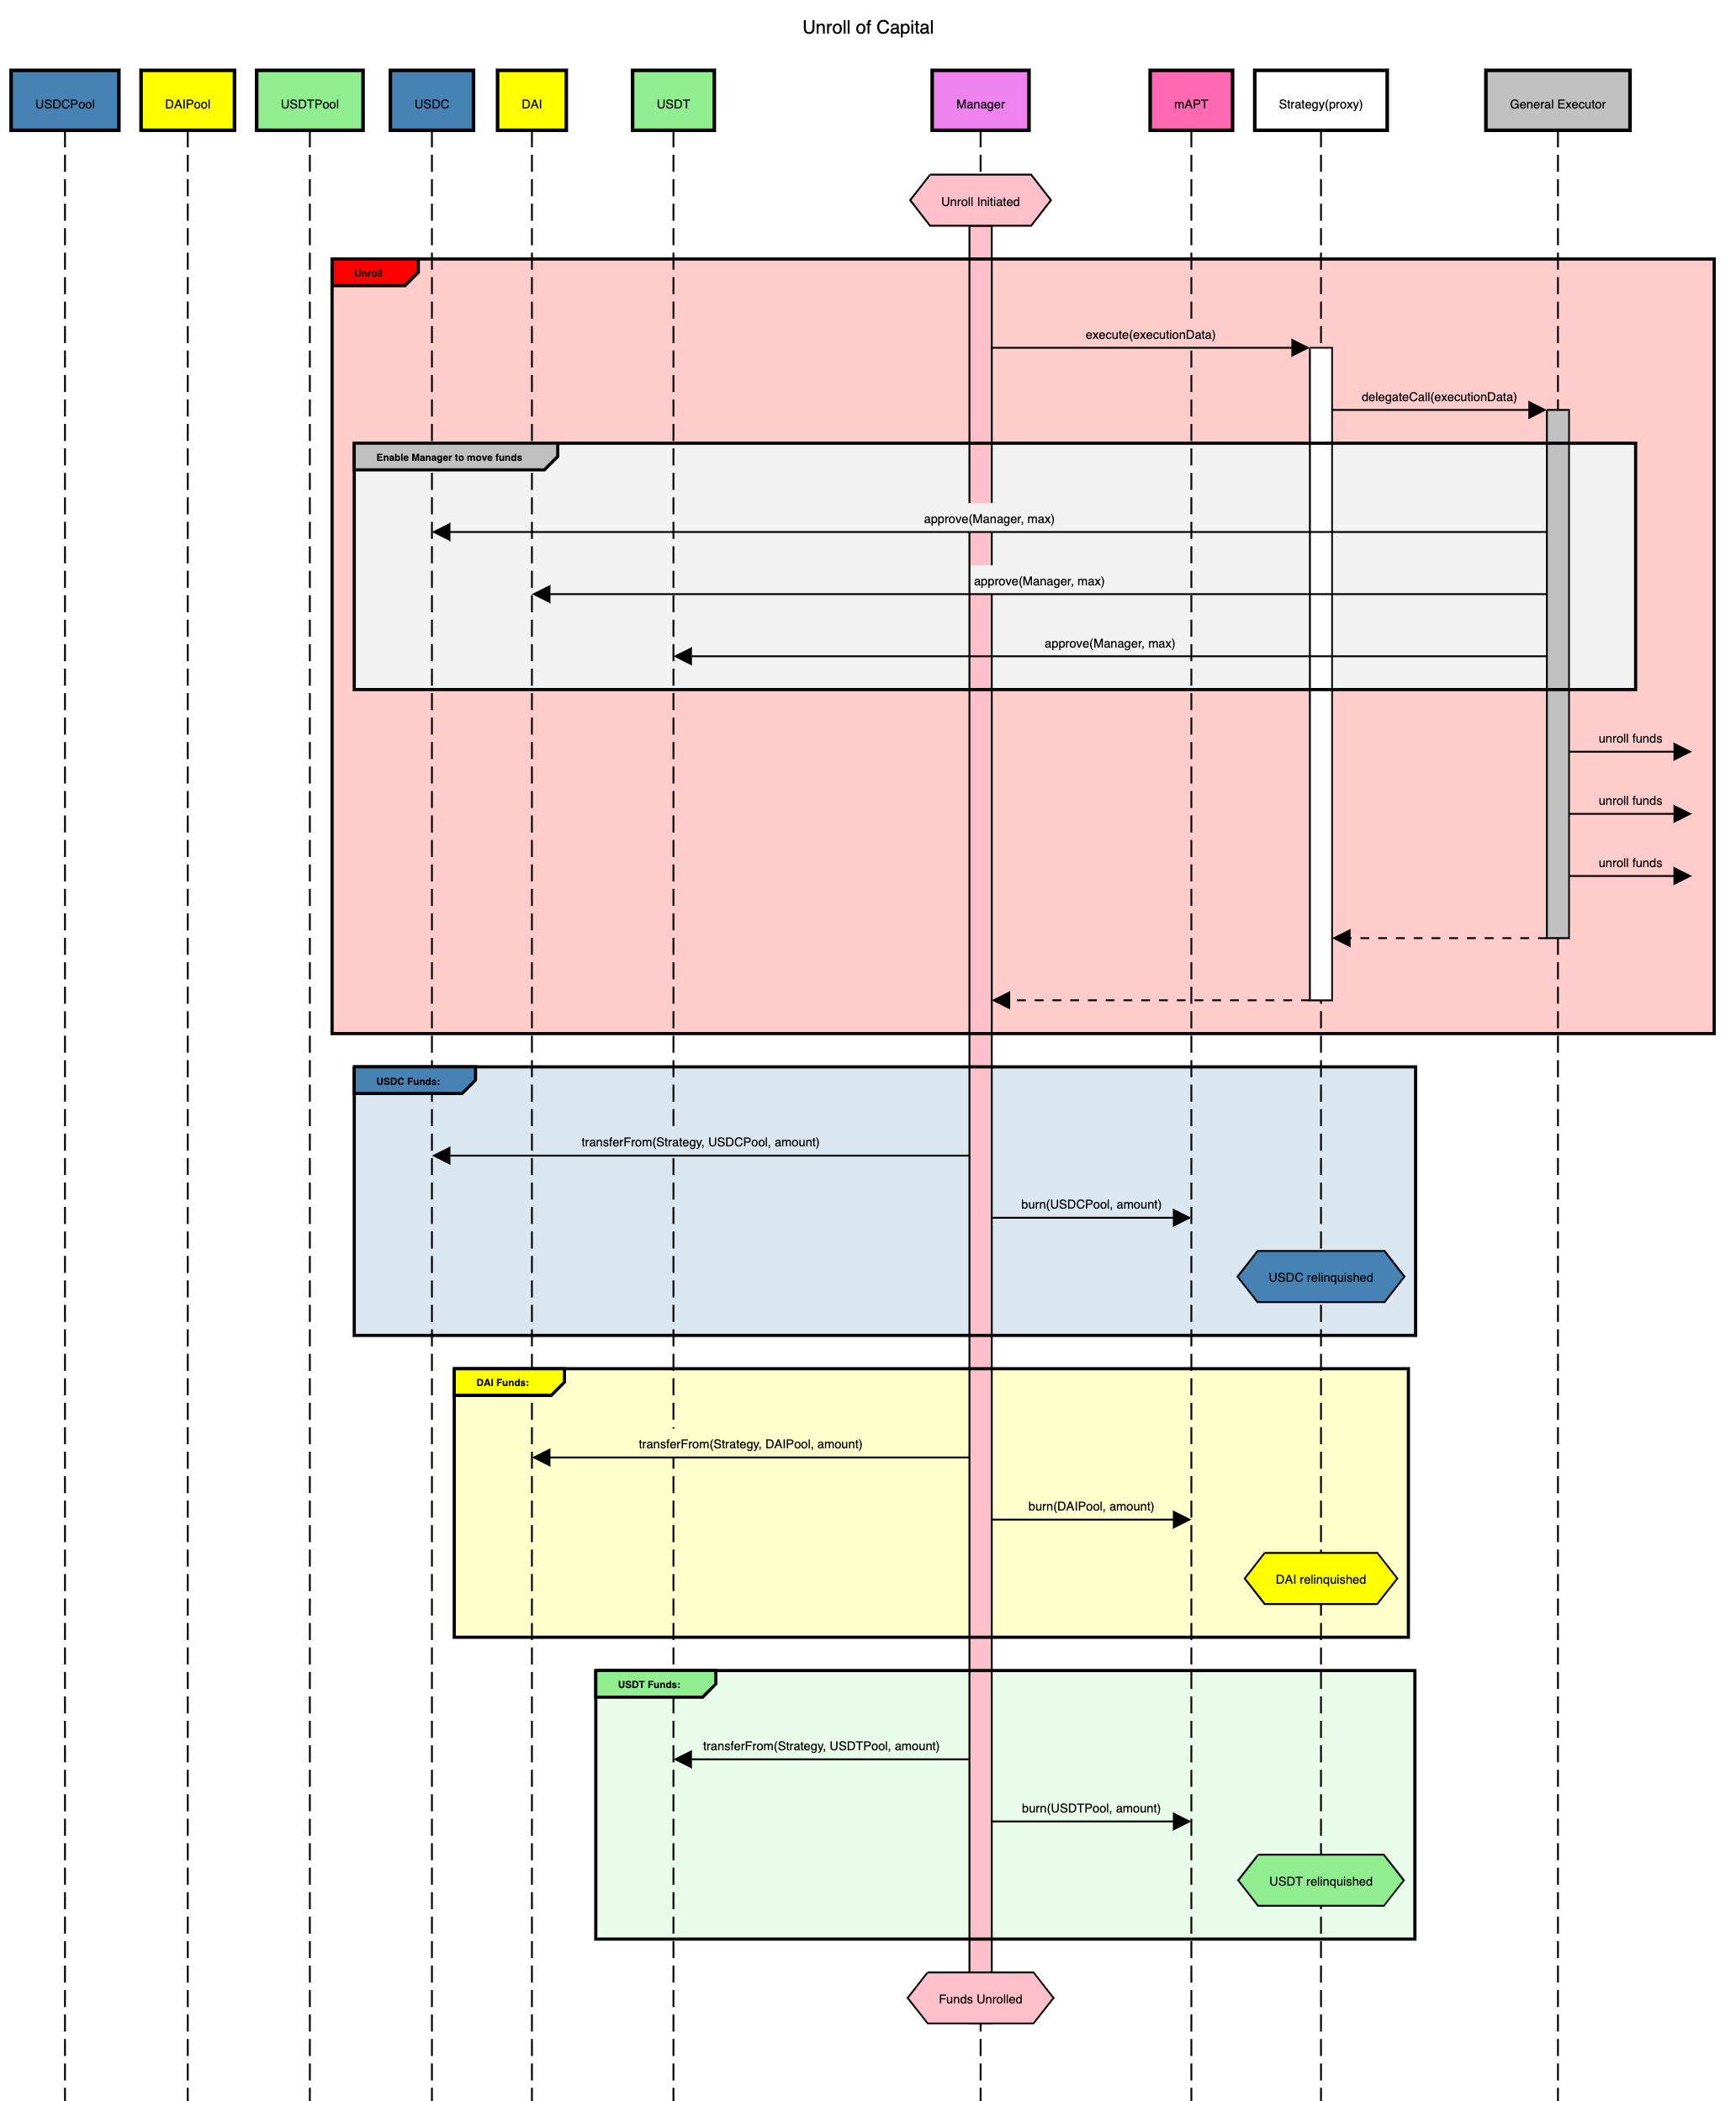 Unroll of Capital
USDCPool
DAIPool
USDTPool
USDC
DAI
USDT
Manager
mAPT
Strategy(proxy)
General Executor
Unroll Initiated
Unroll
execute(executionData)
delegateCall(executionData)
Enable Manager to move funds
approve(Manager, max)
approve(Manager, max)
approve(Manager, max)
unroll funds
unroll funds
unroll funds
USDC Funds:
transferFrom(Strategy, USDCPool, amount)
burn(USDCPool, amount)
USDC relinquished
DAI Funds:
transferFrom(Strategy, DAIPool, amount)
burn(DAIPool, amount)
DAI relinquished
USDT Funds:
transferFrom(Strategy, USDTPool, amount)
burn(USDTPool, amount)
USDT relinquished
Funds Unrolled